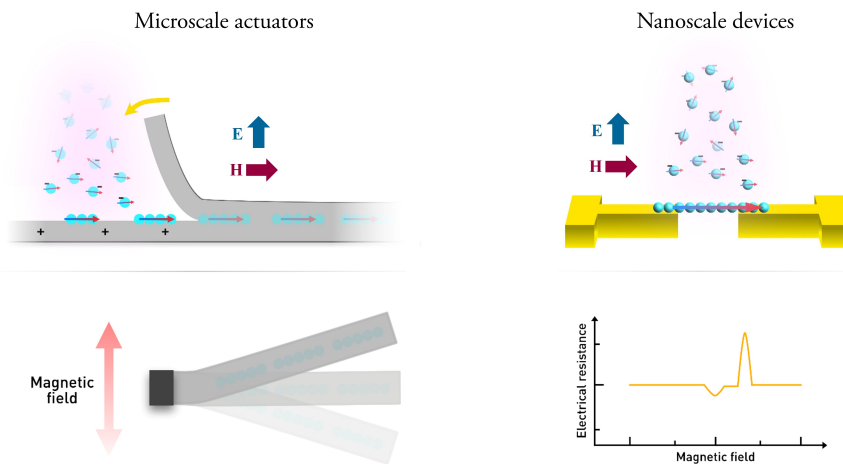 Microscale actuators
Nanoscale devices
E
H
E
H
+ + +
Magnetic
field
Electrical resistance
Magnetic field